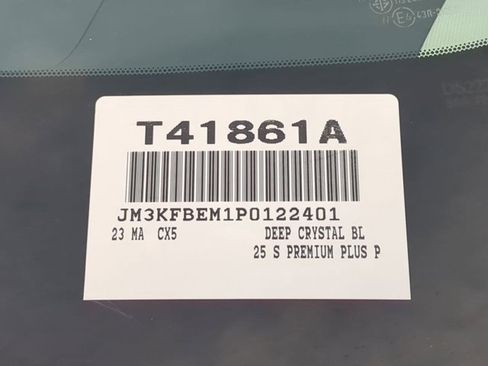 T41861A
JM3KFBEM1P0122401
23 MA CX5 DEEP CRYSTAL BL
25 S PREMIUM PLUS P